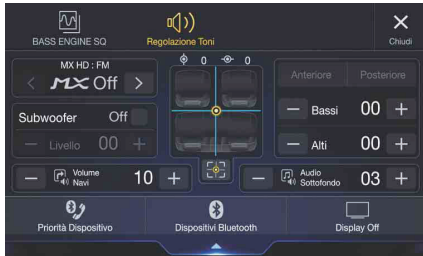 BASS ENGINE SQ
Regolazione Toni
Chiudi
MX HD : FM
MX Off
0
0
Anteriore
Posteriore
Subwoofer Off
Livello 00
Bassi 00
Alti 00
Volume
Navi
10
Audio
Sottofondo
03
Priorità Dispositivo
Dispositivi Bluetooth
Display Off